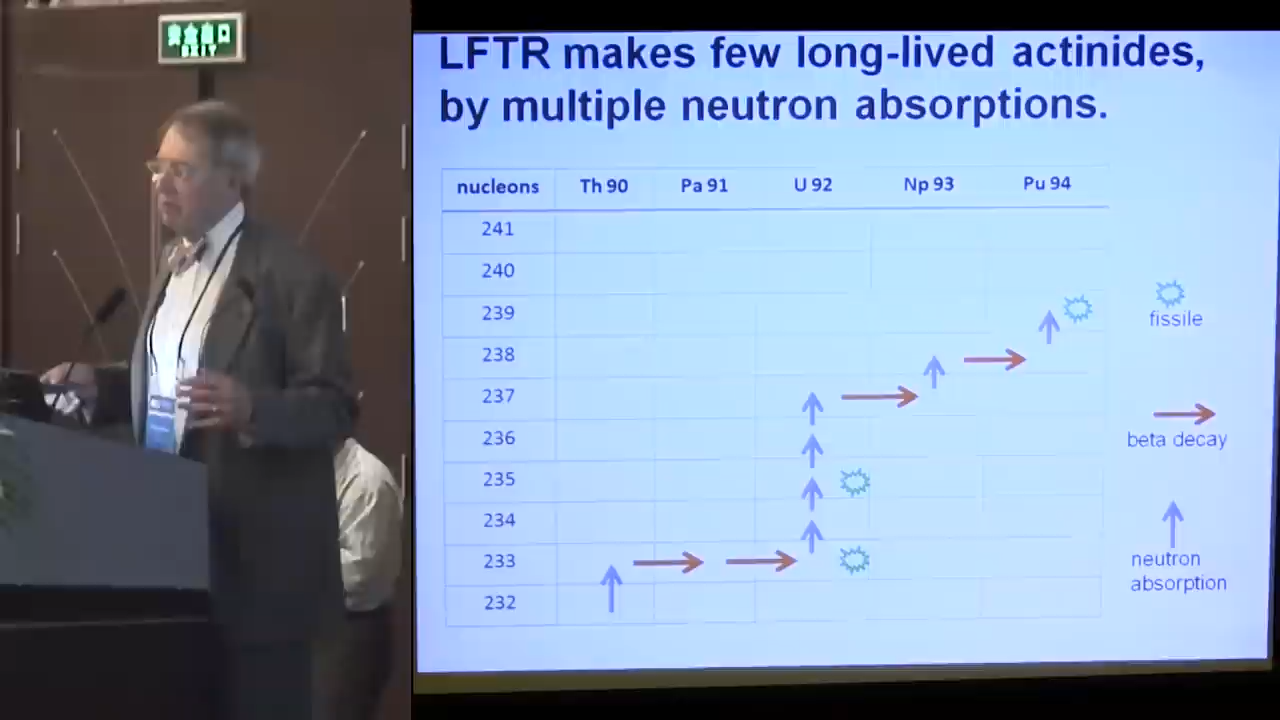 EXIT
LFTR makes few long-lived actinides,
by multiple neutron absorptions.
nucleons Th 90 Pa 91 U 92 Np 93 Pu 94
241
240
239
238
237
236
235
234
233
232
fissile
beta decay
neutron
absorption